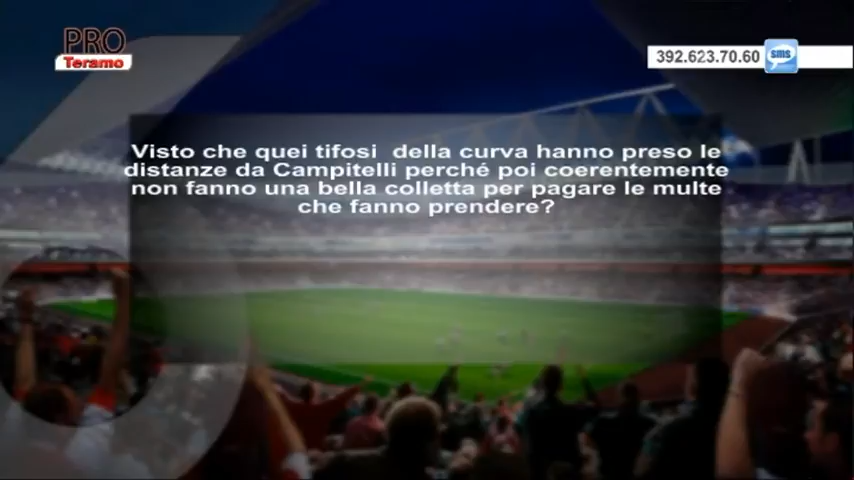 PRO
Teramo
392.623.70.60
sms
Visto che quei tifosi della curva hanno preso le
distanze da Campitelli perché poi coerentemente
non fanno una bella colletta per pagare le multe
che fanno prendere?